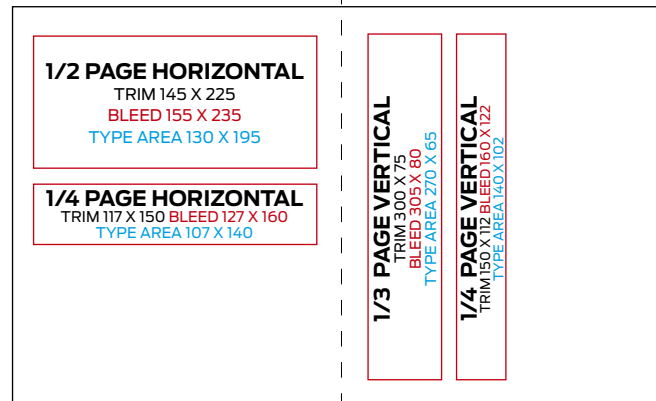 1/2 PAGE HORIZONTAL
TRIM 145 X 225
BLEED 155 X 235
TYPE AREA 130 X 195
1/4 PAGE HORIZONTAL
TRIM 117 X 150 BLEED 127 X 160
TYPE AREA 107 X 140
1/3 PAGE VERTICAL
TRIM 300 X 75
BLEED 305 X 80
TYPE AREA 270 X 65
1/4 PAGE VERTICAL
TRIM 150 X 112 BLEED 160 X 122
TYPE AREA 140 X 102